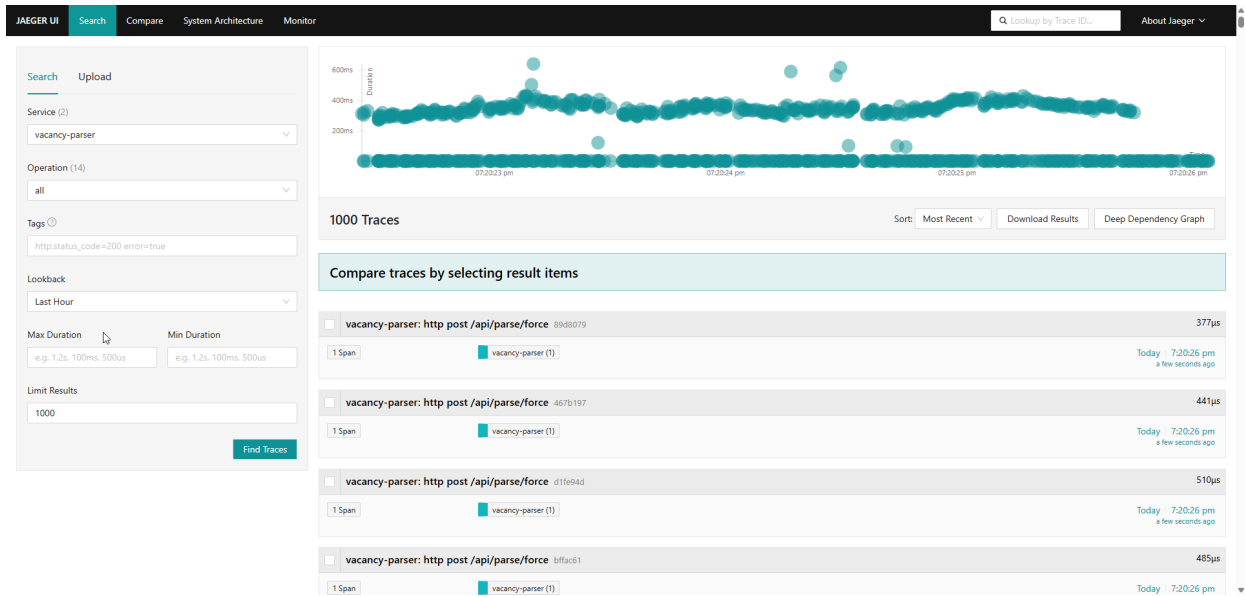 JAEGER UI Search Compare System Architecture Monitor Lookup by Trace ID... About Jaeger
Search Upload
Service (2)
vacancy-parser
Operation (14)
all
Tags
http.status_code=200 error=true
Lookback
Last Hour
Max Duration Min Duration
e.g. 1.2s, 100ms, 500us e.g. 1.2s, 100ms, 500us
Limit Results
1000
Find Traces
Duration
600ms
400ms
200ms
07:20:23 pm 07:20:24 pm 07:20:25 pm 07:20:26 pm
1000 Traces Sort: Most Recent Download Results Deep Dependency Graph
Compare traces by selecting result items
vacancy-parser: http post /api/parse/force 89d8079 377μs
1 Span vacancy-parser (1) Today 7:20:26 pm
a few seconds ago
vacancy-parser: http post /api/parse/force 467b197 441μs
1 Span vacancy-parser (1) Today 7:20:26 pm
a few seconds ago
vacancy-parser: http post /api/parse/force d1fe94d 510μs
1 Span vacancy-parser (1) Today 7:20:26 pm
a few seconds ago
vacancy-parser: http post /api/parse/force bffac61 485μs
1 Span vacancy-parser (1) Today 7:20:26 pm